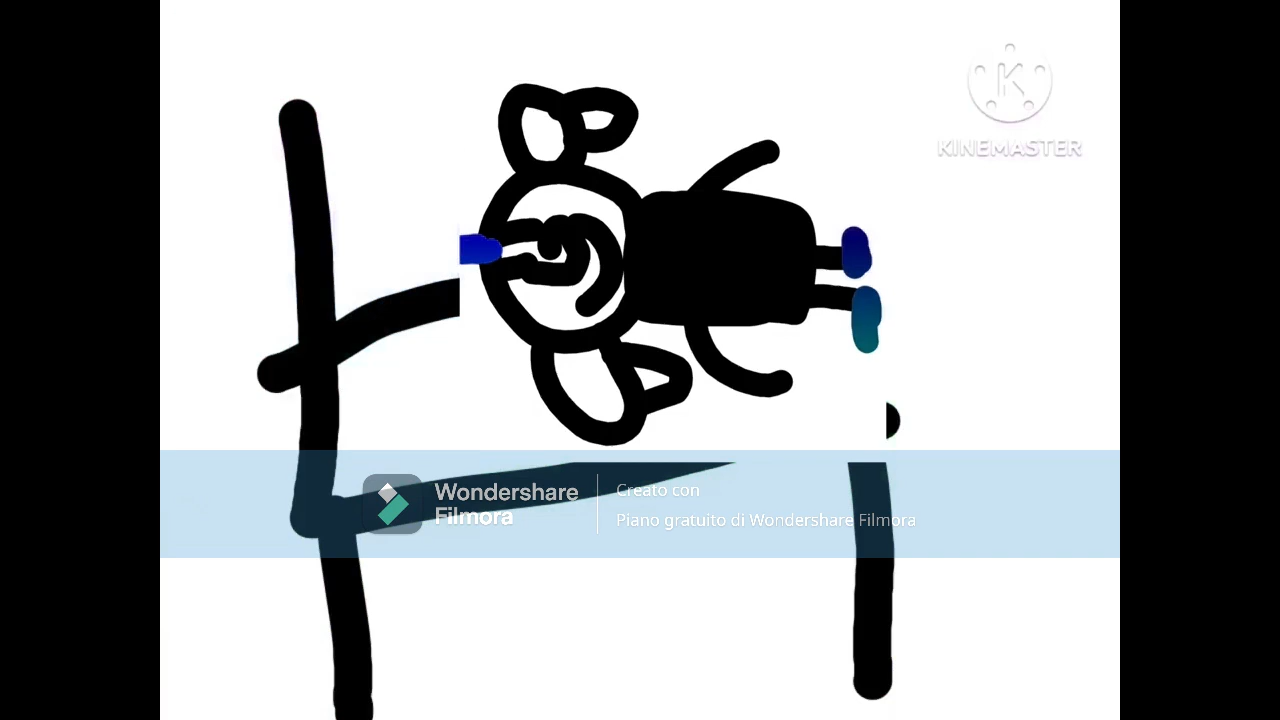 K
KINEMASTER
Wondershare
Filmora
Creato con
Piano gratuito di Wondershare Filmora